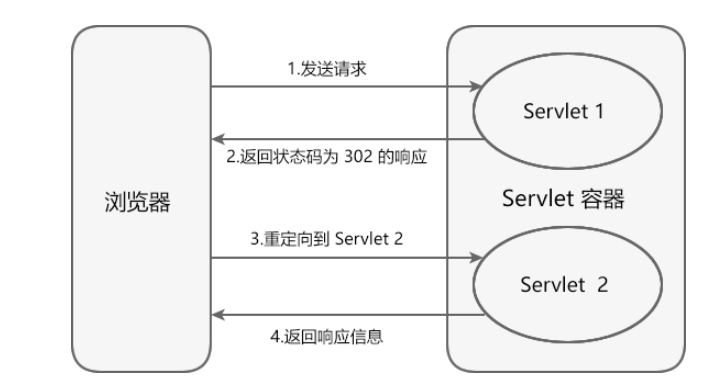 1.发送请求
Servlet 1
2.返回状态码为 302 的响应
浏览器
Servlet 容器
3.重定向到 Servlet 2
Servlet 2
4.返回响应信息